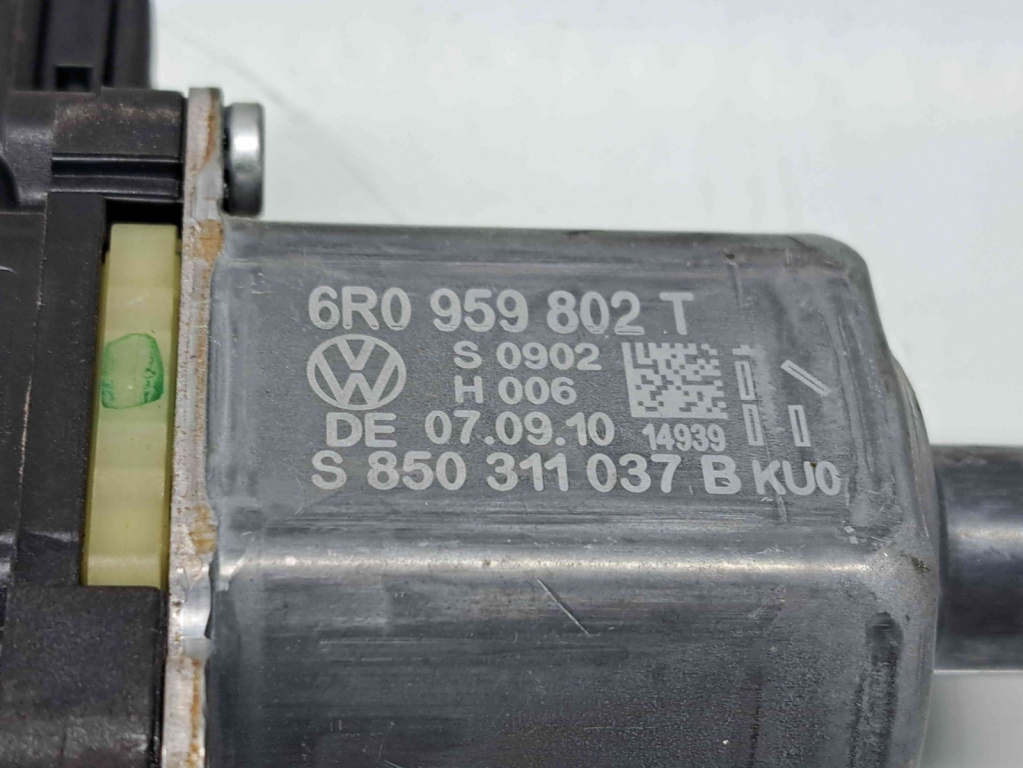 6R0 959 802 T
S 0902
H 006
DE 07.09.10 14939
S 850 311 037 B KU0